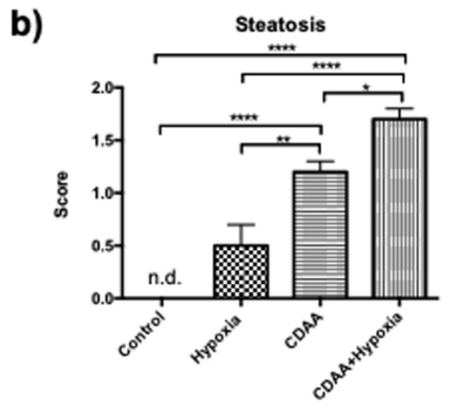 b)
Steatosis
****
****
*
****
**
2.0
1.5
1.0
0.5
0.0
Score
n.d.
Control
Hypoxia
CDAA
CDAA+Hypoxia